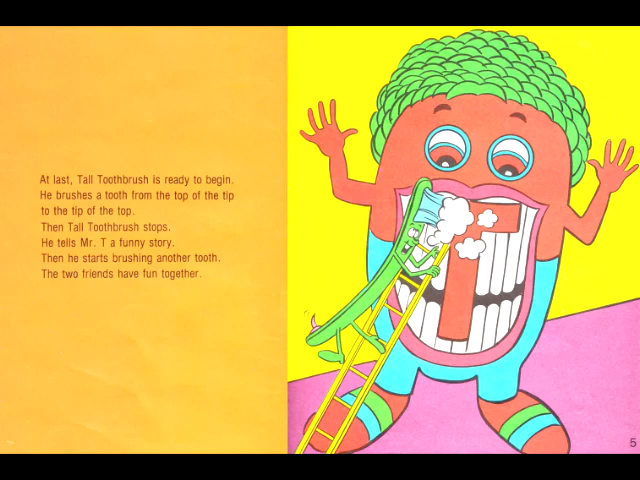 At last, Tall Toothbrush is ready to begin.
He brushes a tooth from the top of the tip
to the tip of the top.
Then Tall Toothbrush stops.
He tells Mr. T a funny story.
Then he starts brushing another tooth.
The two friends have fun together.
T
5